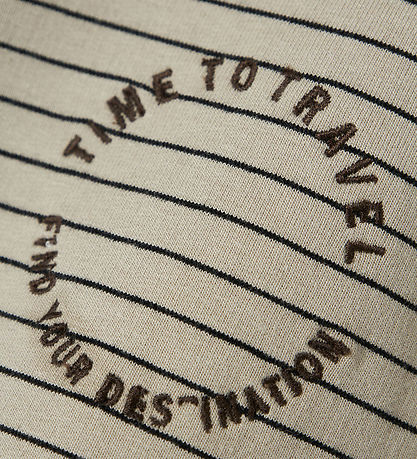 TIME TO TRAVEL
FIND YOUR DESTINATION